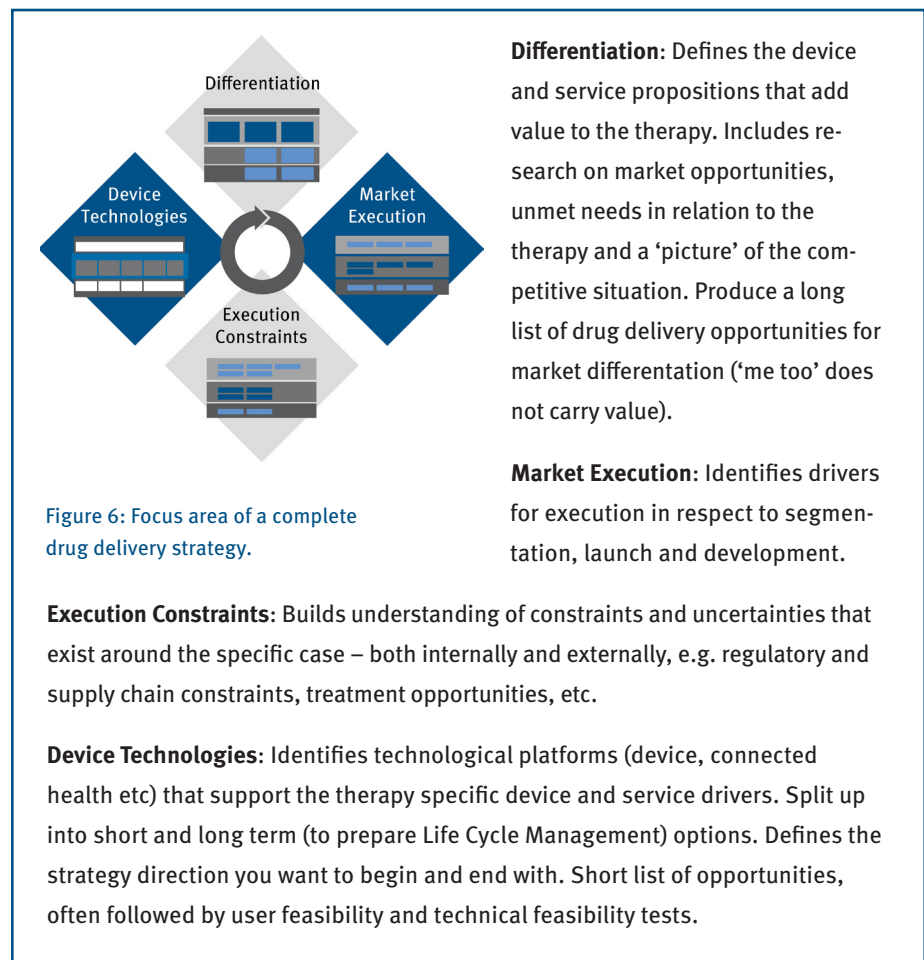 Differentiation
Device
Technologies
Market
Execution
Execution
Constraints
Figure 6: Focus area of a complete
drug delivery strategy.
Differentiation: Defines the device
and service propositions that add
value to the therapy. Includes re-
search on market opportunities,
unmet needs in relation to the
therapy and a ‘picture’ of the com-
petitive situation. Produce a long
list of drug delivery opportunities for
market differentation (‘me too’ does
not carry value).
Market Execution: Identifies drivers
for execution in respect to segmen-
tation, launch and development.
Execution Constraints: Builds understanding of constraints and uncertainties that
exist around the specific case – both internally and externally, e.g. regulatory and
supply chain constraints, treatment opportunities, etc.
Device Technologies: Identifies technological platforms (device, connected
health etc) that support the therapy specific device and service drivers. Split up
into short and long term (to prepare Life Cycle Management) options. Defines the
strategy direction you want to begin and end with. Short list of opportunities,
often followed by user feasibility and technical feasibility tests.